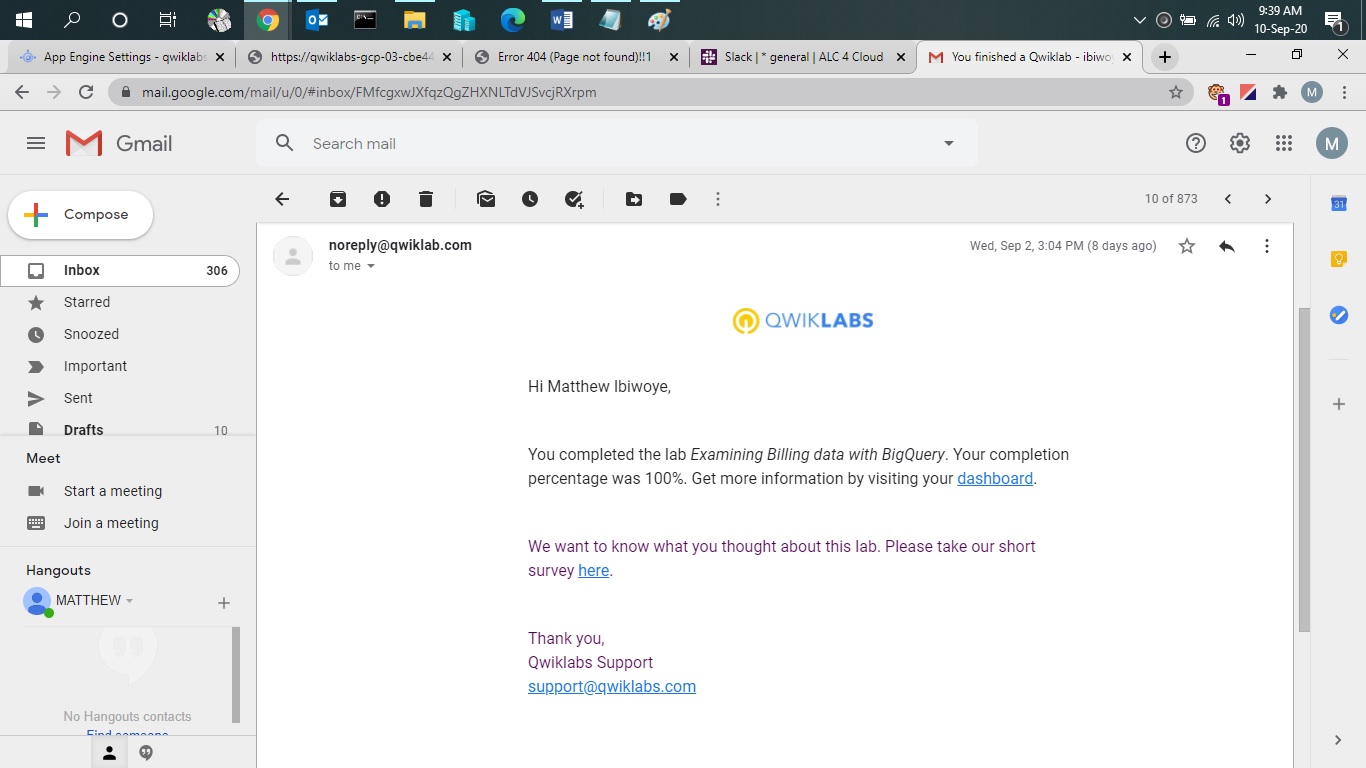 9:39 AM
10-Sep-20
1
App Engine Settings - qwiklabs
https://qwiklabs-gcp-03-cbe44
Error 404 (Page not found)!!1
Slack | * general | ALC 4 Cloud
You finished a Qwiklab - ibiwo
mail.google.com/mail/u/0/#inbox/FMfcgxwJXfqzQgZHXNLTdVJSvcjRXrpm
1
M
Gmail
Search mail
M
Compose
10 of 873
31
Inbox 306
Starred
Snoozed
Important
Sent
Drafts 10
Meet
Start a meeting
Join a meeting
Hangouts
MATTHEW
No Hangouts contacts
Find someone
noreply@qwiklab.com
Wed, Sep 2, 3:04 PM (8 days ago)
to me
QWIKLABS
Hi Matthew Ibiwoye,
You completed the lab Examining Billing data with BigQuery. Your completion
percentage was 100%. Get more information by visiting your dashboard.
We want to know what you thought about this lab. Please take our short
survey here.
Thank you,
Qwiklabs Support
support@qwiklabs.com